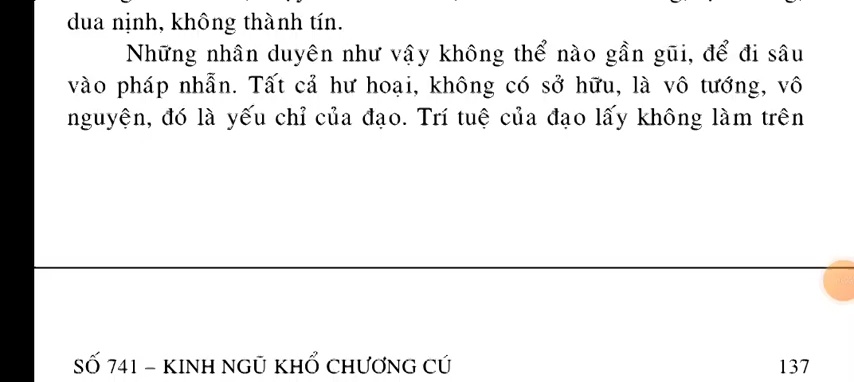 dua nịnh, không thành tín.
Những nhân duyên như vậy không thể nào gần gũi, để đi sâu
vào pháp nhẫn. Tất cả hư hoại, không có sở hữu, là vô tướng, vô
nguyện, đó là yếu chỉ của đạo. Trí tuệ của đạo lấy không làm trên
SỐ 741 – KINH NGŨ KHỔ CHƯƠNG CÚ 137